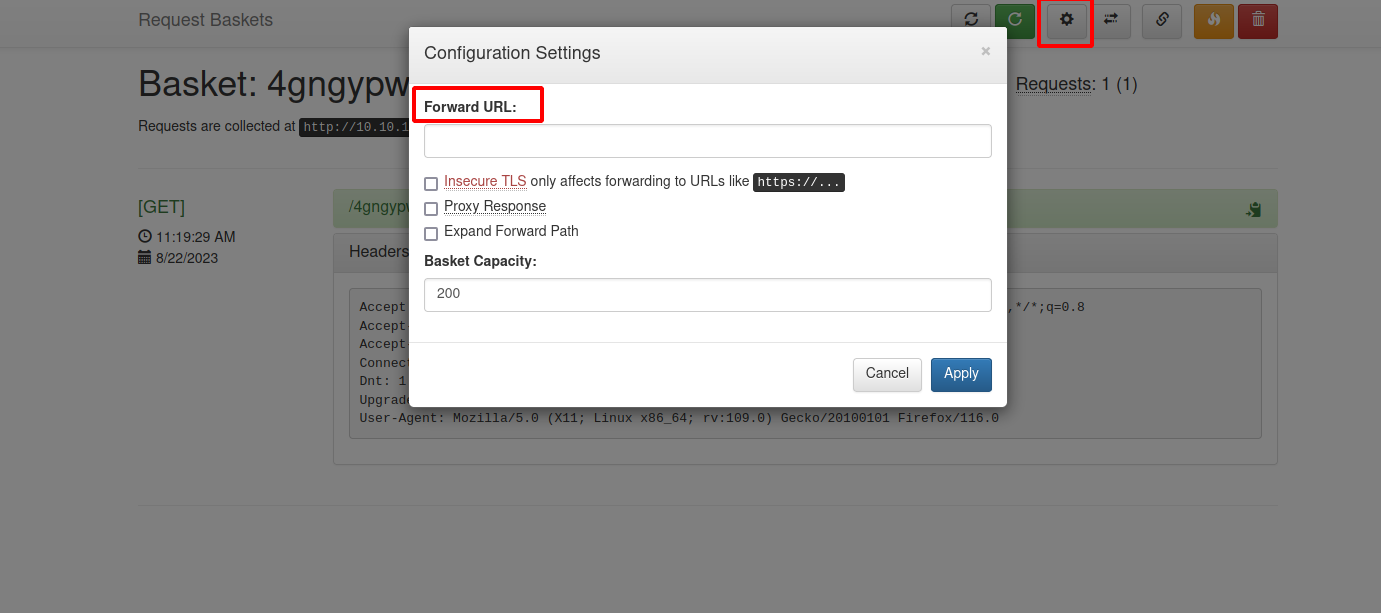 Request Baskets
Configuration Settings
×
Basket: 4gngypw
Requests: 1 (1)
Forward URL:
Requests are collected at http://10.10.1
Insecure TLS only affects forwarding to URLs like https://...
[GET]
/4gngypw
Proxy Response
Expand Forward Path
11:19:29 AM
8/22/2023
Headers
Basket Capacity:
200
Accept ,*/*;q=0.8
Accept-
Accept
Connect
Dnt: 1
Upgrade
Cancel
Apply
User-Agent: Mozilla/5.0 (X11; Linux x86_64; rv:109.0) Gecko/20100101 Firefox/116.0